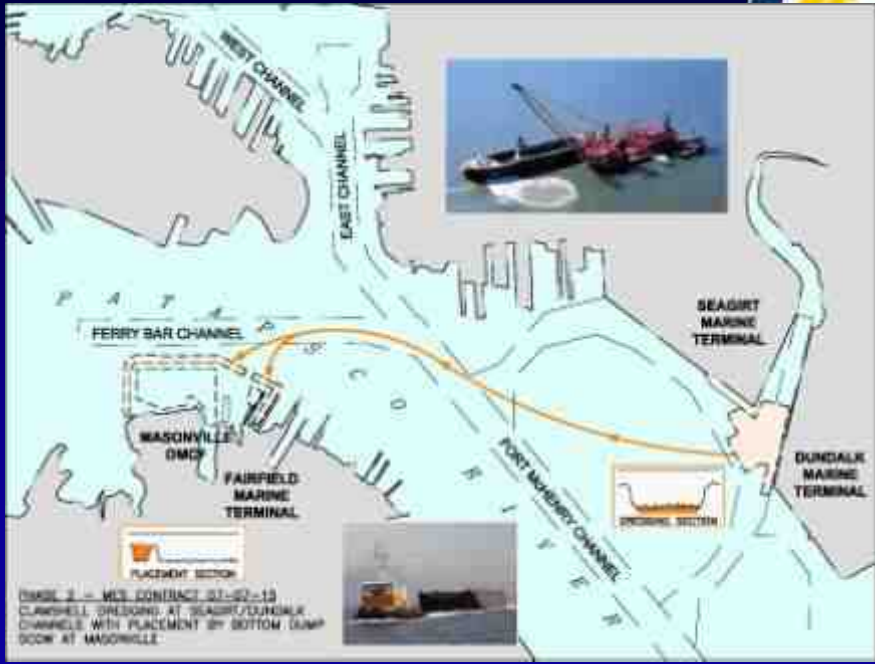 WEST CHANNEL
EAST CHANNEL
PATAPSCO RIVER
FERRY BAR CHANNEL
SEAGIRT
MARINE
TERMINAL
MASONVILLE
DMCF
FAIRFIELD
MARINE
TERMINAL
FORT McHENRY CHANNEL
DUNDALK
MARINE
TERMINAL
DREDGING SECTION
PLACEMENT SECTION
PHASE 2 - MES CONTRACT 07-07-13
CLAMSHELL DREDGING AT SEAGIRT/DUNDALK
CHANNELS WITH PLACEMENT BY BOTTOM DUMP
SCOW AT MASONVILLE